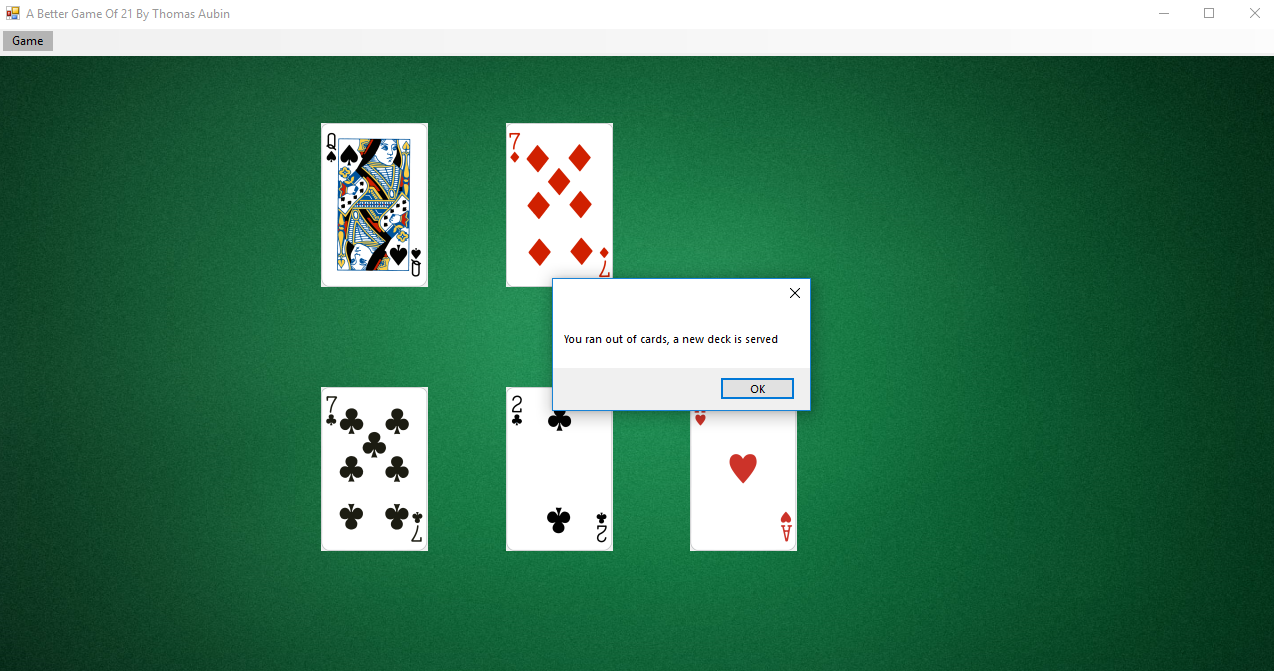 A Better Game Of 21 By Thomas Aubin
Game
Q
Q
7
7
You ran out of cards, a new deck is served
OK
7
7
2
2
A